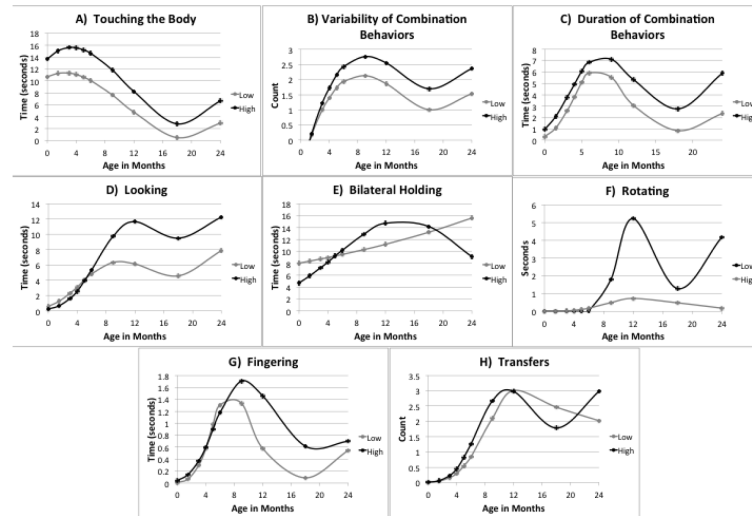 A) Touching the Body
18
16
14
12
10
8
6
4
2
0
Time (seconds)
0 4 8 12 16 20 24
Age in Months
Low
High
B) Variability of Combination
Behaviors
3
2.5
2
1.5
1
0.5
0
Count
0 4 8 12 16 20 24
Age in Months
Low
High
C) Duration of Combination
Behaviors
8
7
6
5
4
3
2
1
0
Time (seconds)
0 4 8 12 16 20
Age in Months
Low
High
D) Looking
14
12
10
8
6
4
2
0
Time (seconds)
0 4 8 12 16 20 24
Age in Months
Low
High
E) Bilateral Holding
18
16
14
12
10
8
6
4
2
0
Time (seconds)
0 4 8 12 16 20 24
Age in Months
Low
High
F) Rotating
6
5
4
3
2
1
0
Seconds
0 4 8 12 16 20 24
Age in Months
Low
High
G) Fingering
1.8
1.6
1.4
1.2
1
0.8
0.6
0.4
0.2
0
Time (seconds)
0 4 8 12 16 20 24
Age in Months
Low
High
H) Transfers
3.5
3
2.5
2
1.5
1
0.5
0
Count
0 4 8 12 16 20 24
Age in Months
Low
High